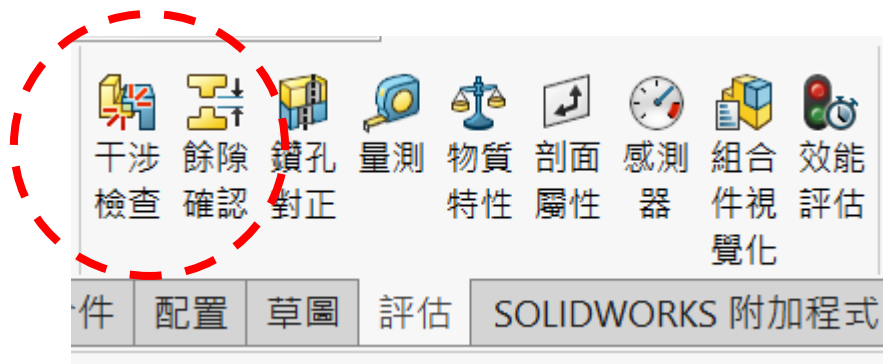 干涉 餘隙 鑽孔 量測 物質 剖面 感測 組合 效能
檢查 確認 對正 特性 屬性 器 件視 評估
覺化
件 配置 草圖 評估 SOLIDWORKS 附加程式